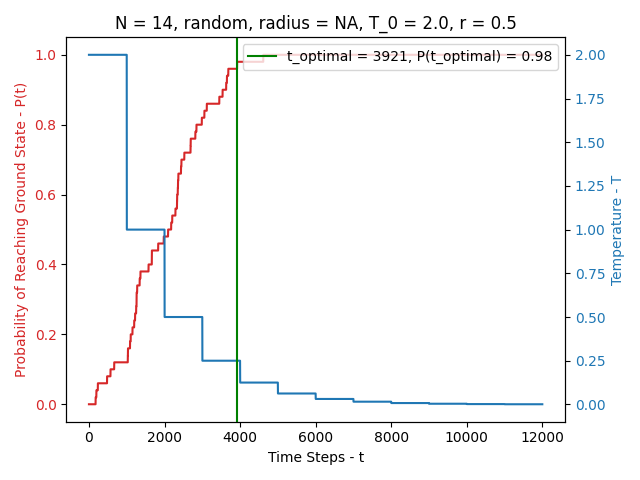 N = 14, random, radius = NA, T_0 = 2.0, r = 0.5
t_optimal = 3921, P(t_optimal) = 0.98
Probability of Reaching Ground State - P(t)
1.0
0.8
0.6
0.4
0.2
0.0
2.00
1.75
1.50
1.25
1.00
0.75
0.50
0.25
0.00
Temperature - T
0 2000 4000 6000 8000 10000 12000
Time Steps - t